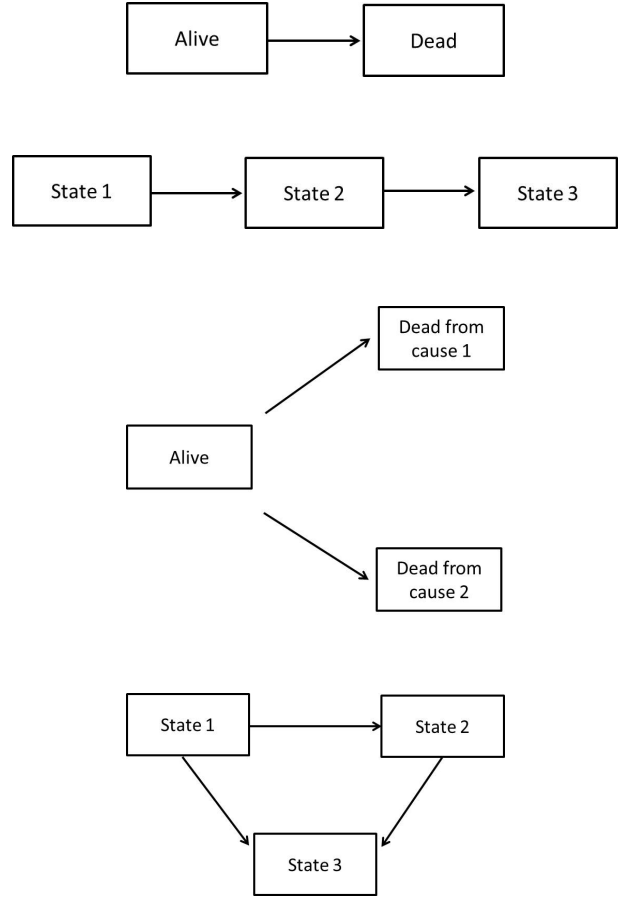 Alive
Dead
State 1
State 2
State 3
Dead from
cause 1
Alive
Dead from
cause 2
State 1
State 2
State 3